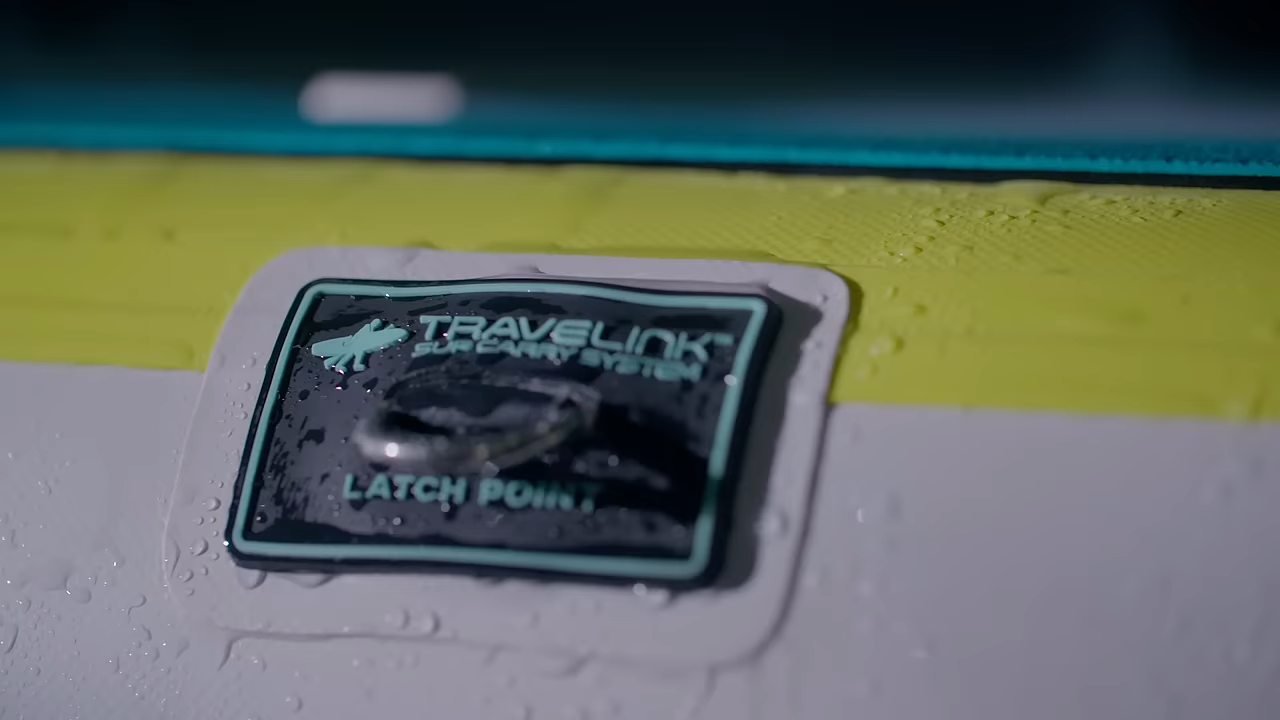 TRAVELINK™
SUP CARRY SYSTEM
LATCH POINT